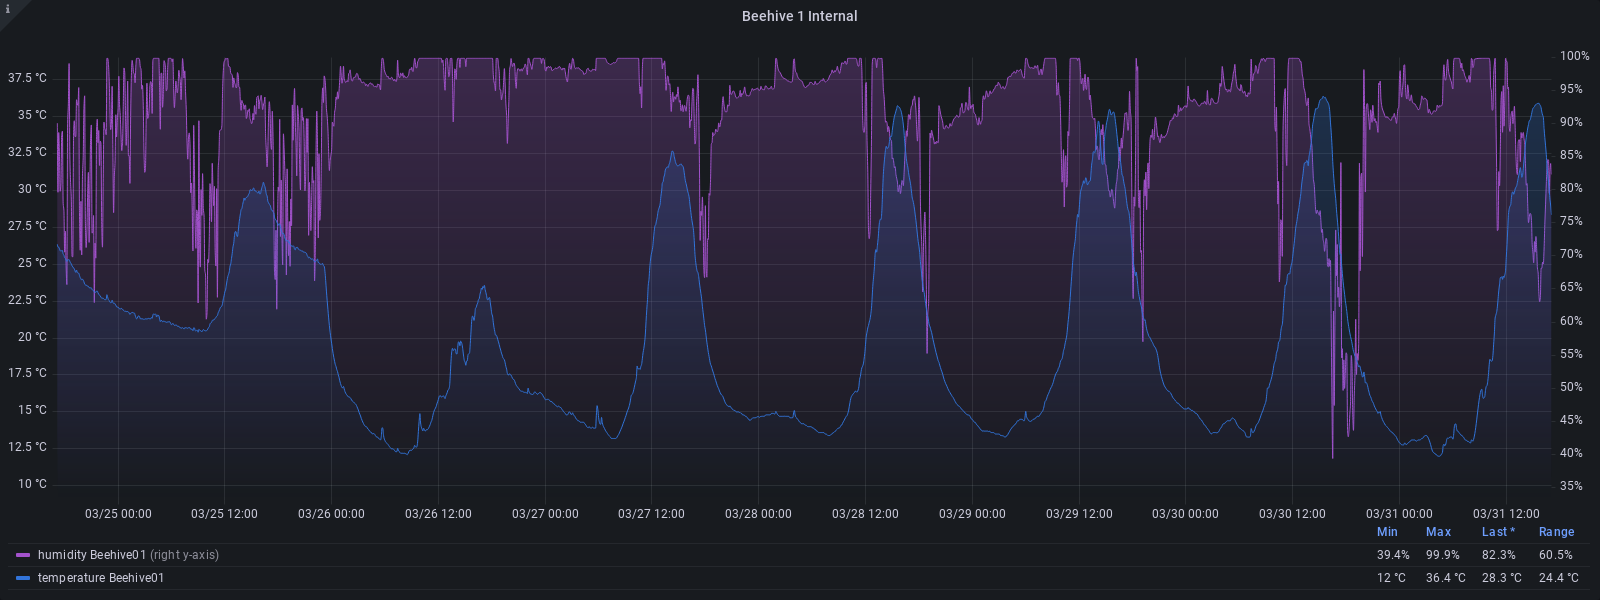 i
Beehive 1 Internal
37.5 °C
35 °C
32.5 °C
30 °C
27.5 °C
25 °C
22.5 °C
20 °C
17.5 °C
15 °C
12.5 °C
10 °C
100%
95%
90%
85%
80%
75%
70%
65%
60%
55%
50%
45%
40%
35%
03/25 00:00 03/25 12:00 03/26 00:00 03/26 12:00 03/27 00:00 03/27 12:00 03/28 00:00 03/28 12:00 03/29 00:00 03/29 12:00 03/30 00:00 03/30 12:00 03/31 00:00 03/31 12:00
Min Max Last * Range
humidity Beehive01 (right y-axis) 39.4% 99.9% 82.3% 60.5%
temperature Beehive01 12 °C 36.4 °C 28.3 °C 24.4 °C